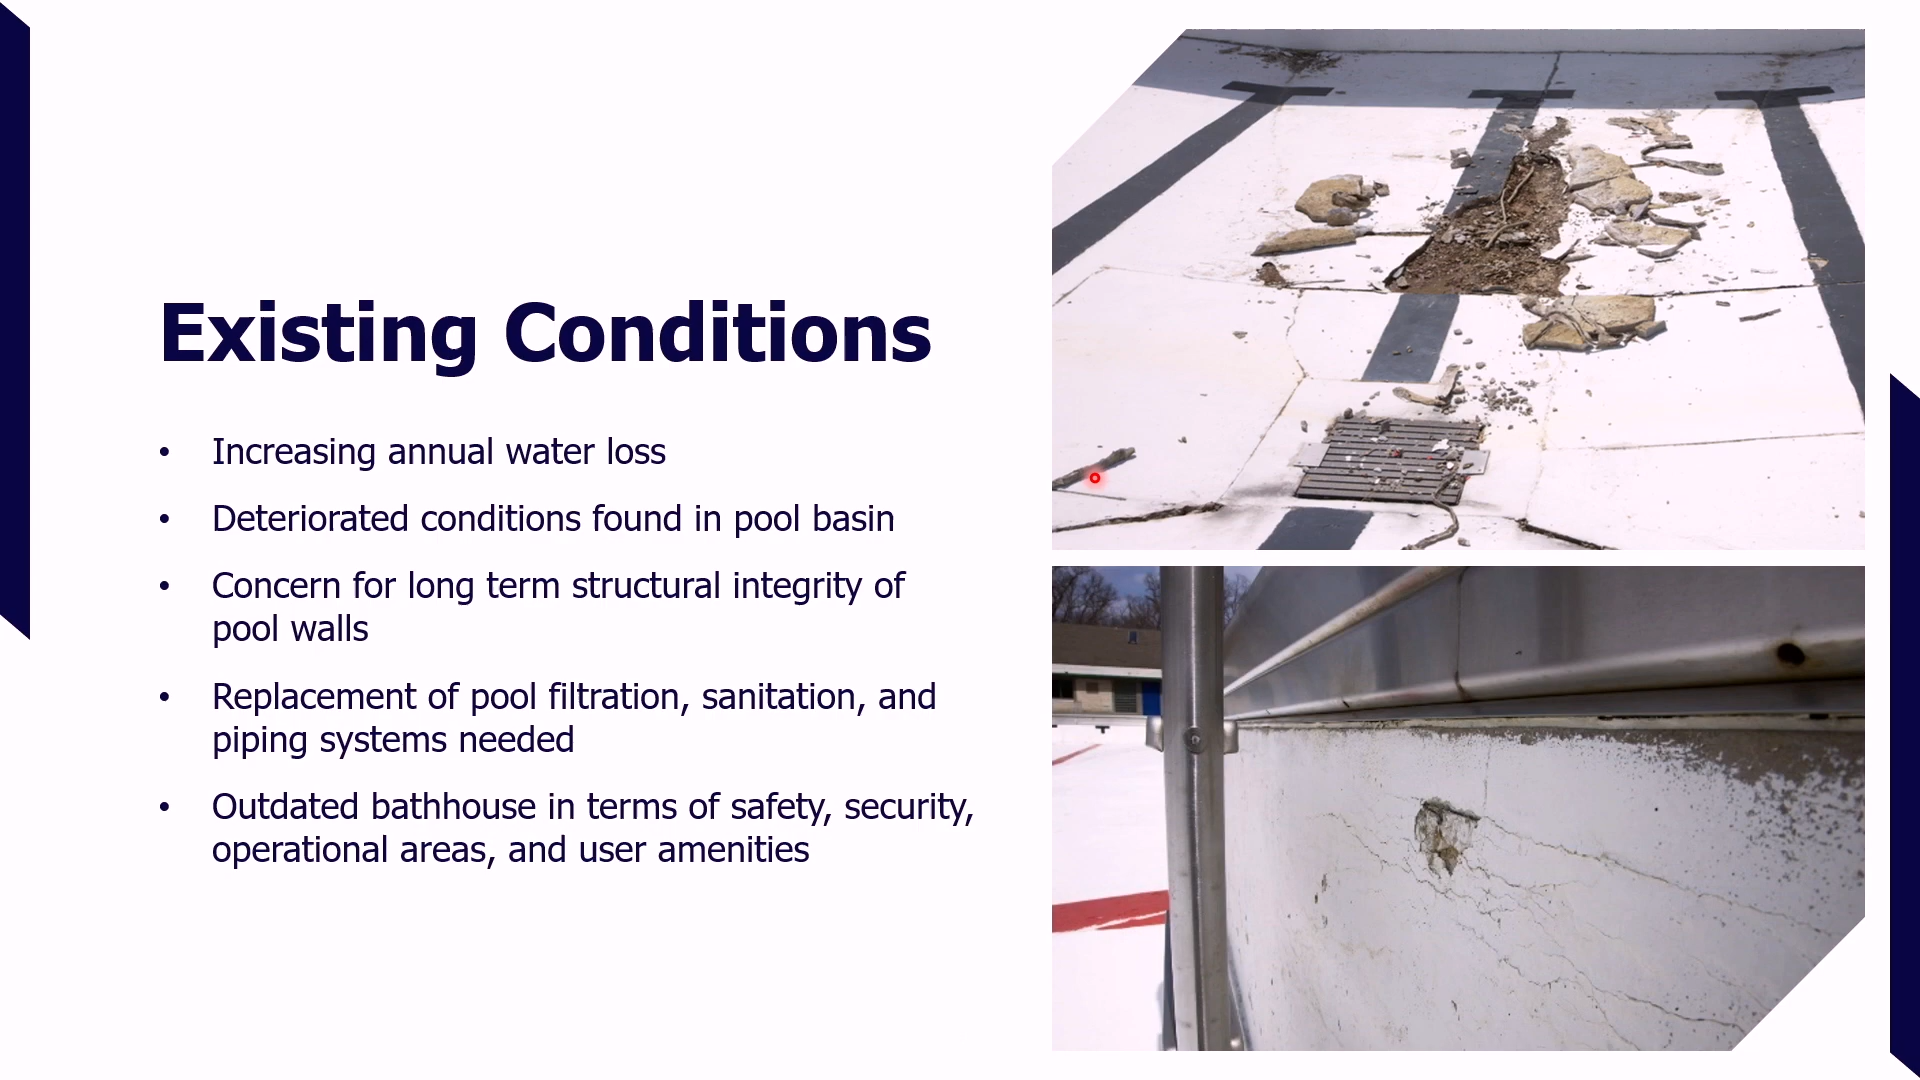 Existing Conditions
• Increasing annual water loss
• Deteriorated conditions found in pool basin
• Concern for long term structural integrity of
pool walls
• Replacement of pool filtration, sanitation, and
piping systems needed
• Outdated bathhouse in terms of safety, security,
operational areas, and user amenities